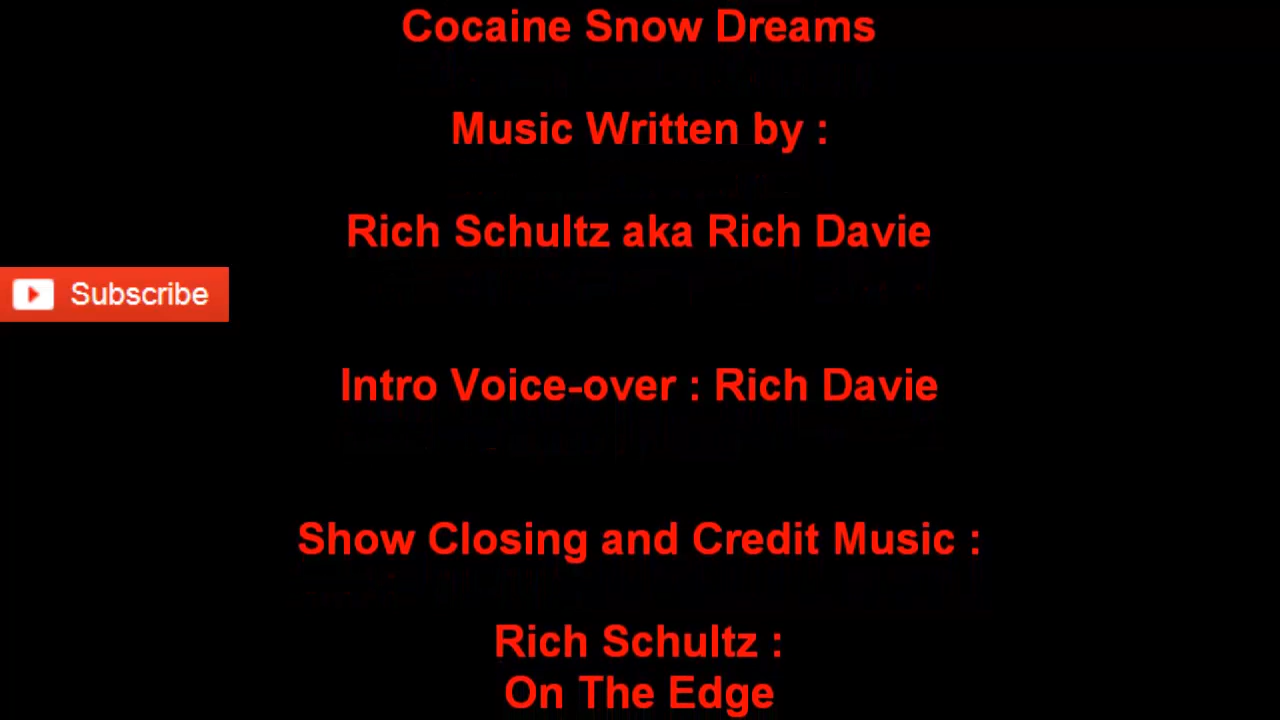 Cocaine Snow Dreams
Music Written by :
Rich Schultz aka Rich Davie
Subscribe
Intro Voice-over : Rich Davie
Show Closing and Credit Music :
Rich Schultz :
On The Edge